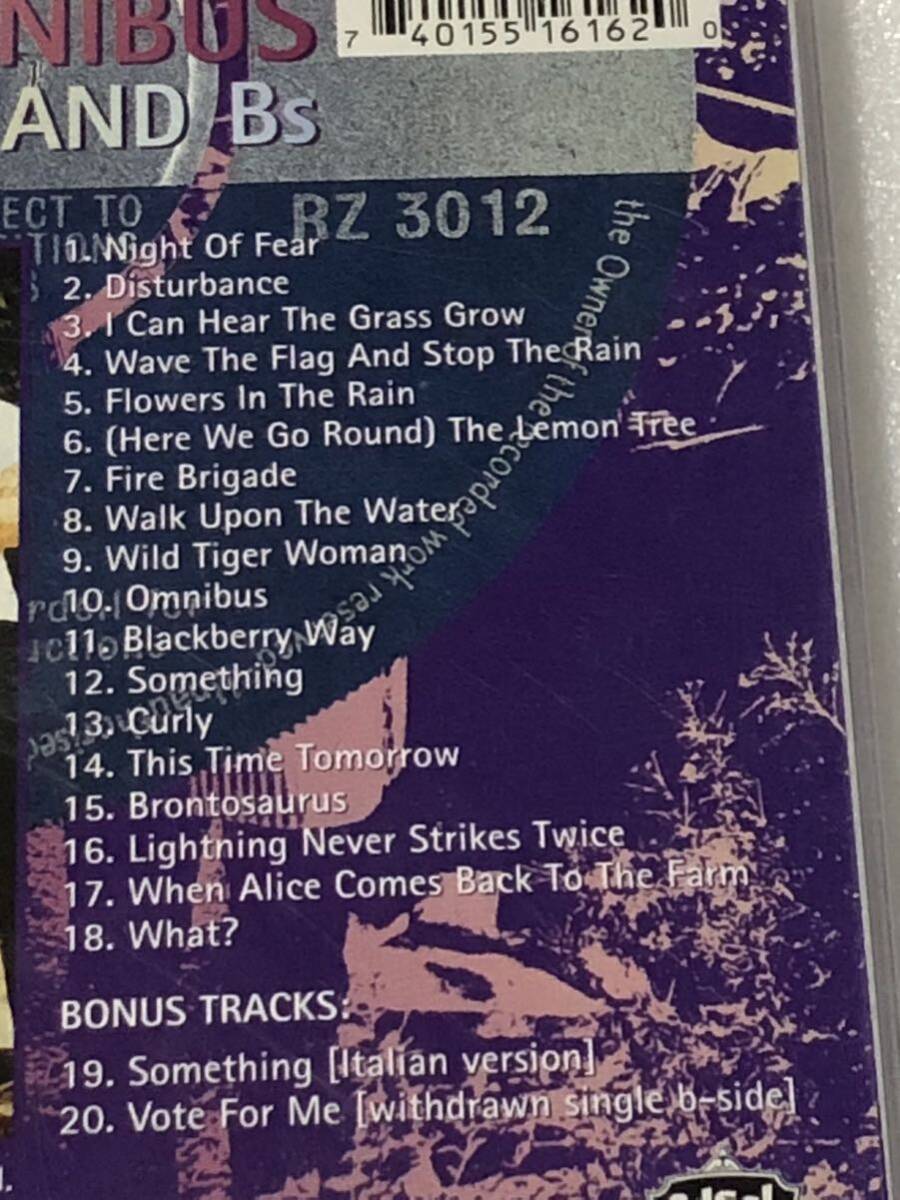 NIBUS
7 40155 16162 0
AND Bs
ECT TO
RZ 3012
the Owner of the recorded work reserved
1. Night Of Fear
2. Disturbance
3. I Can Hear The Grass Grow
4. Wave The Flag And Stop The Rain
5. Flowers In The Rain
6. (Here We Go Round) The Lemon Tree
7. Fire Brigade
8. Walk Upon The Water
9. Wild Tiger Woman
10. Omnibus
11. Blackberry Way
12. Something
13. Curly
14. This Time Tomorrow
15. Brontosaurus
16. Lightning Never Strikes Twice
17. When Alice Comes Back To The Farm
18. What?
BONUS TRACKS:
19. Something [Italian version]
20. Vote For Me [withdrawn single b-side]